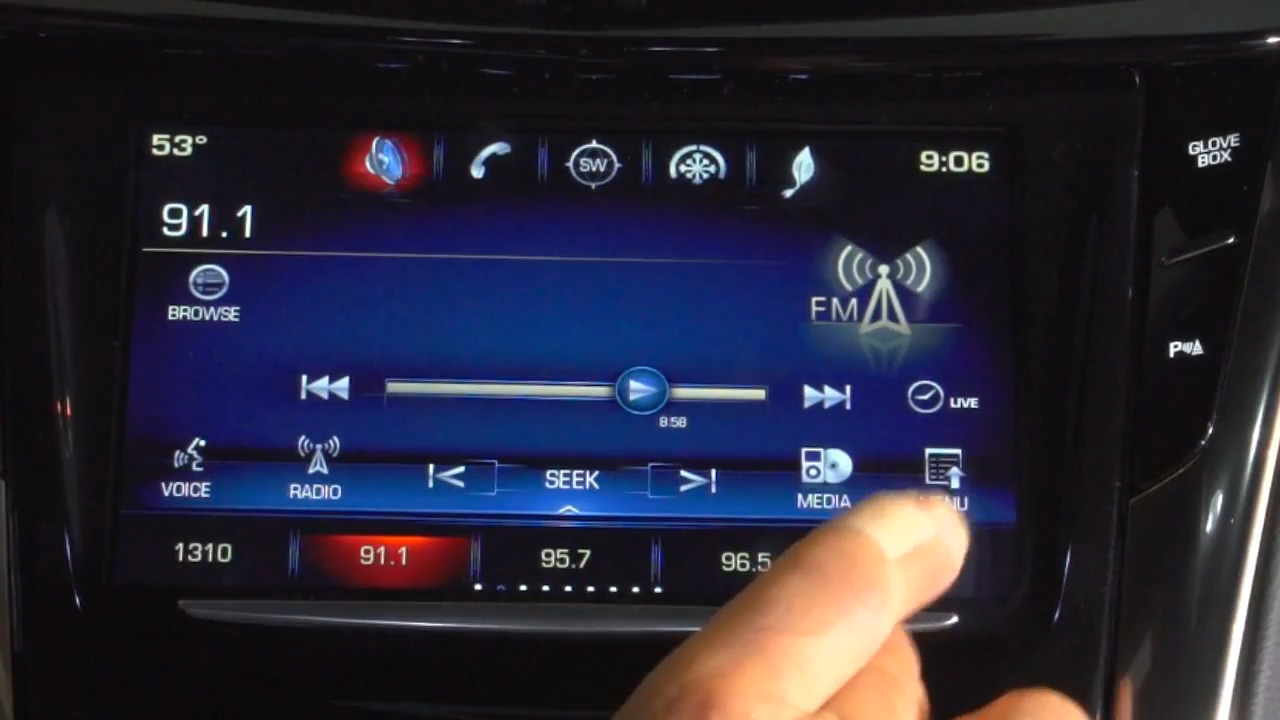 53°
SW
9:06
GLOVE
BOX
91.1
BROWSE
FM
P
LIVE
8:58
VOICE
RADIO
SEEK
MEDIA
MENU
1310
91.1
95.7
96.5